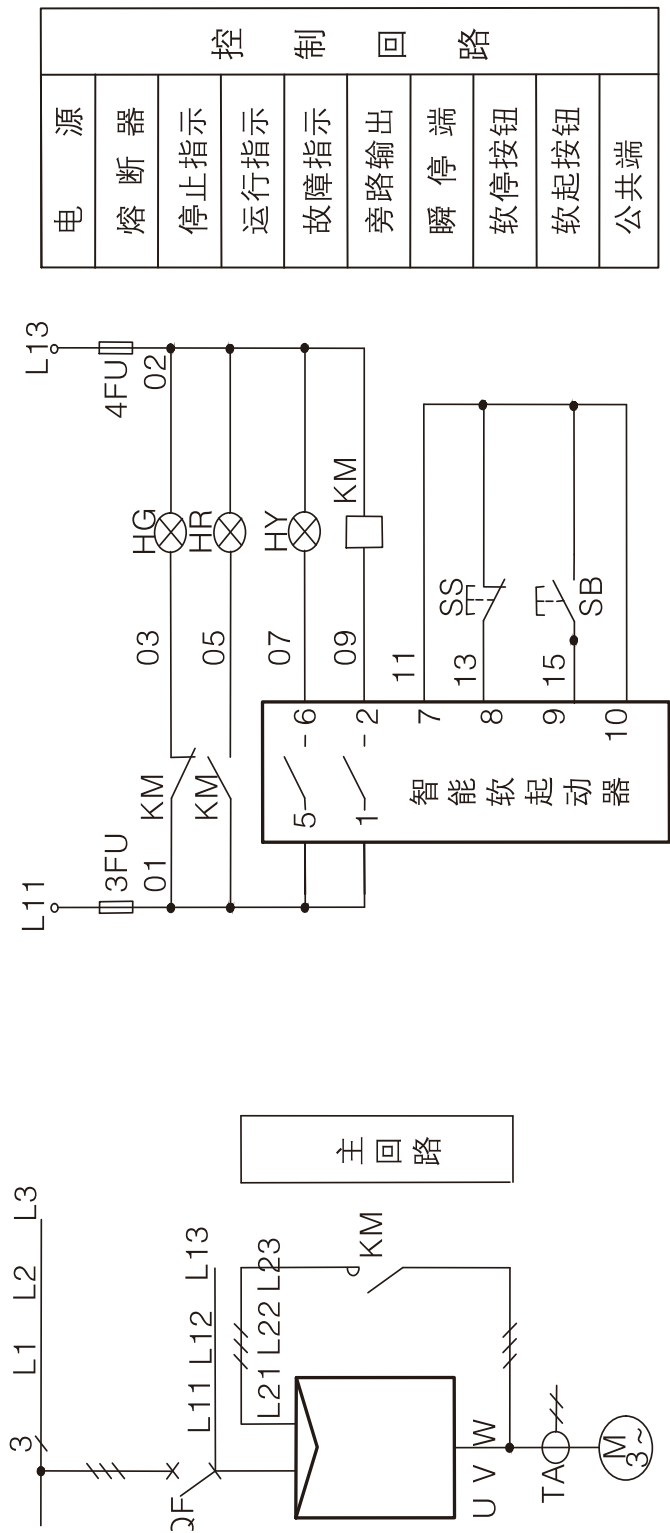 控制回路
电源
熔断器
停止指示
运行指示
故障指示
旁路输出
瞬停端
软停按钮
软起按钮
公共端
L13
4FU
02
HG
HR
HY
KM
03
05
07
09
11
SS
13
SB
15
KM
KM
5
6
1
2
7
8
9
10
智能软起动器
L11
3FU
01
主回路
3
L1
L2
L3
QF
L11
L12
L13
L21
L22
L23
KM
U
V
W
TA
M
3~